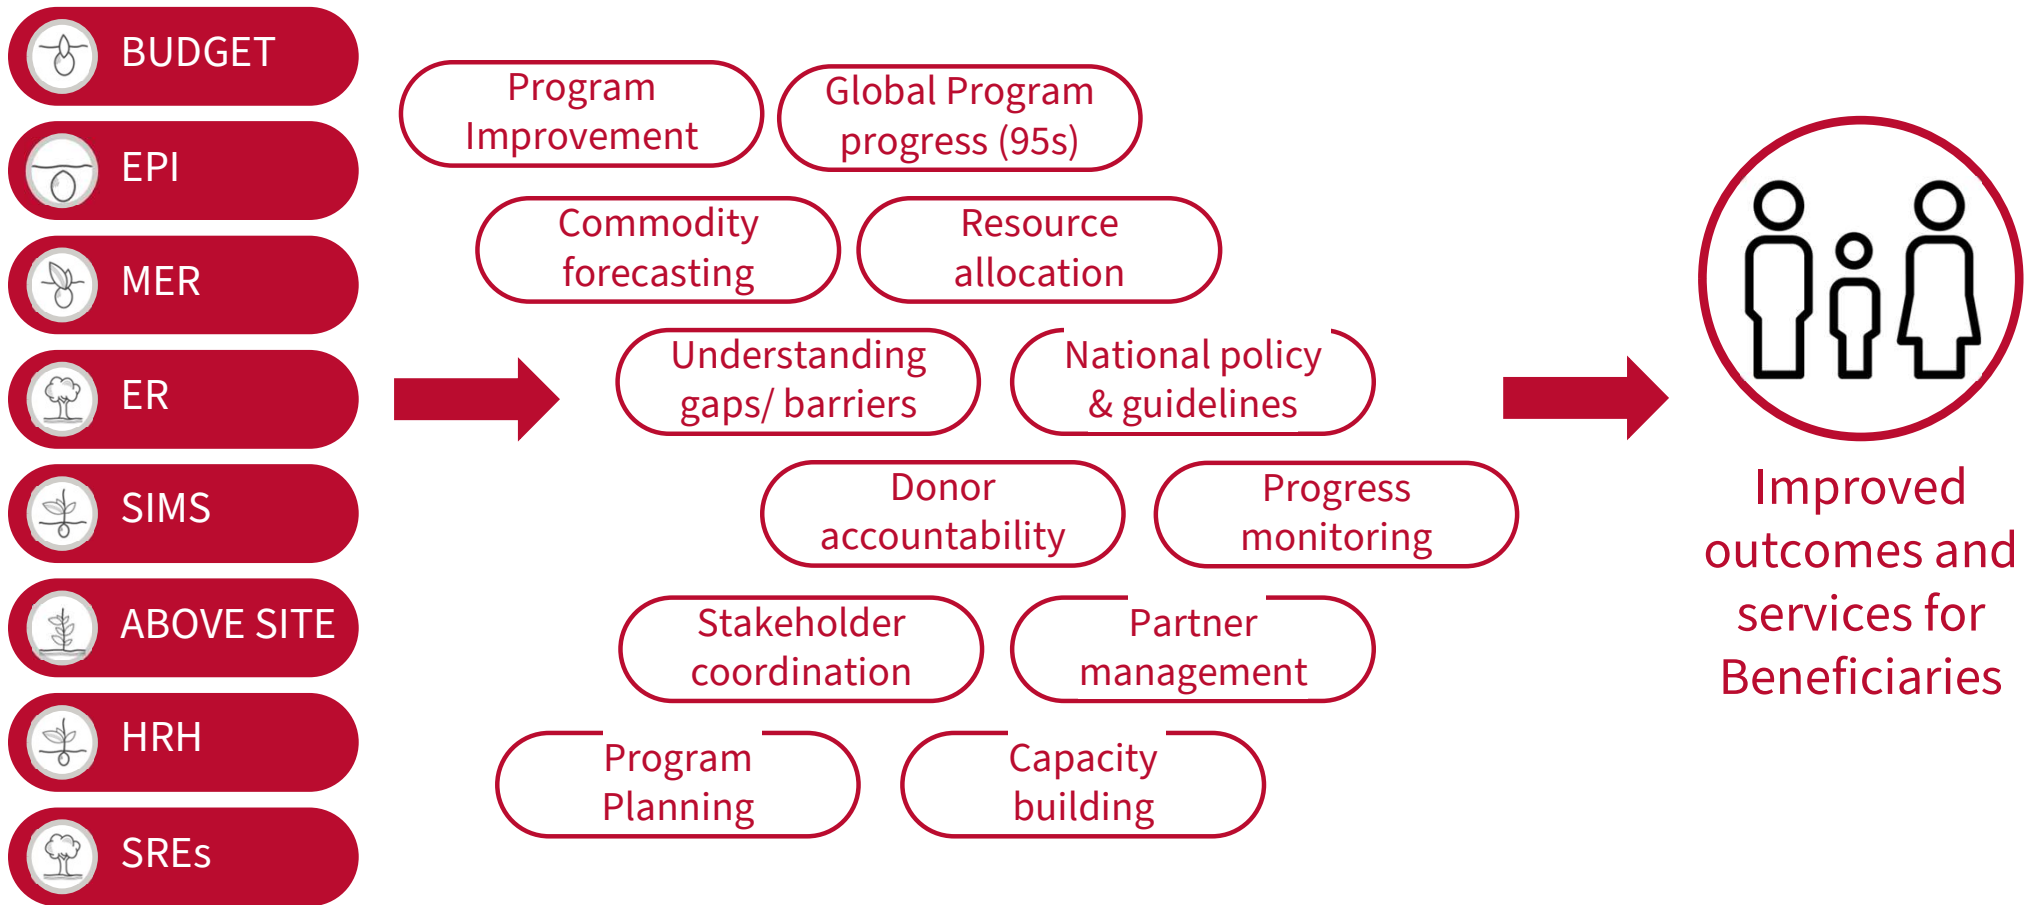 BUDGET
EPI
MER
ER
SIMS
ABOVE SITE
HRH
SREs
Program
Improvement
Global Program
progress (95s)
Commodity
forecasting
Resource
allocation
Understanding
gaps/ barriers
National policy
& guidelines
Donor
accountability
Progress
monitoring
Stakeholder
coordination
Partner
management
Program
Planning
Capacity
building
Improved
outcomes and
services for
Beneficiaries